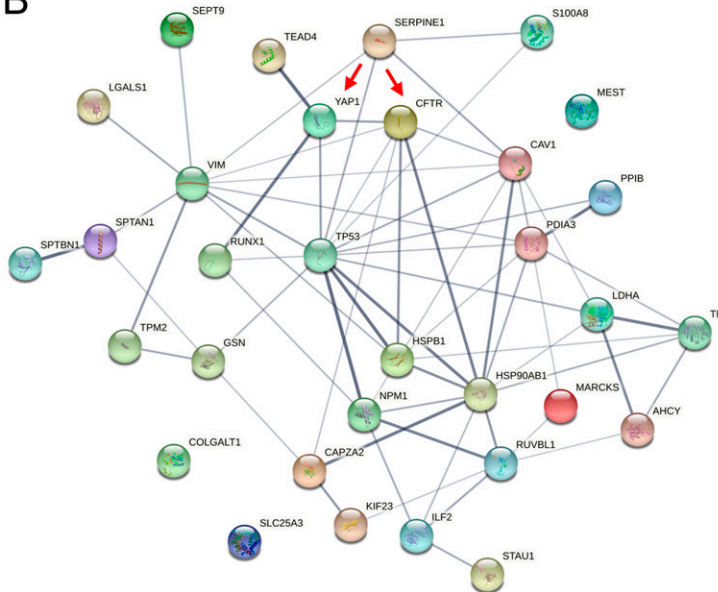 B
SEPT9
SERPINE1
S100A8
TEAD4
LGALS1
YAP1
CFTR
MEST
VIM
CAV1
PPIB
SPTAN1
SPTBN1
RUNX1
TP53
PDIA3
LDHA
TPM2
GSN
HSPB1
HSP90AB1
NPM1
MARCKS
AHCY
COLGALT1
CAPZA2
RUVBL1
KIF23
ILF2
SLC25A3
STAU1